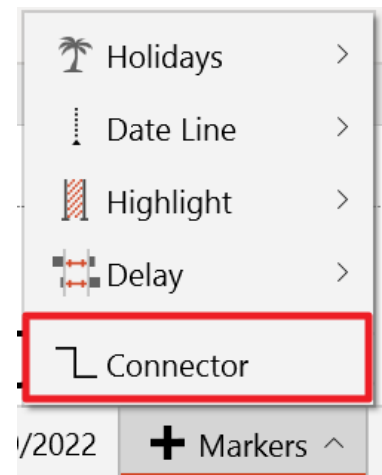 Holidays
Date Line
Highlight
Delay
Connector
/2022 Markers